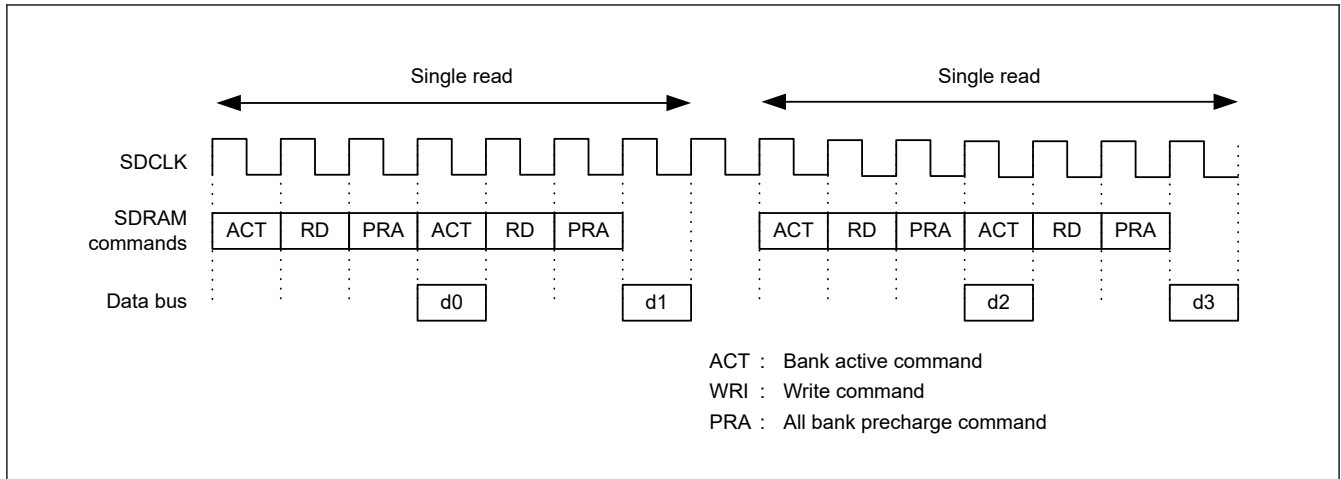 Single read Single read
SDCLK
SDRAM
commands
ACT RD PRA ACT RD PRA ACT RD PRA ACT RD PRA
Data bus d0 d1 d2 d3
ACT : Bank active command
WRI : Write command
PRA : All bank precharge command